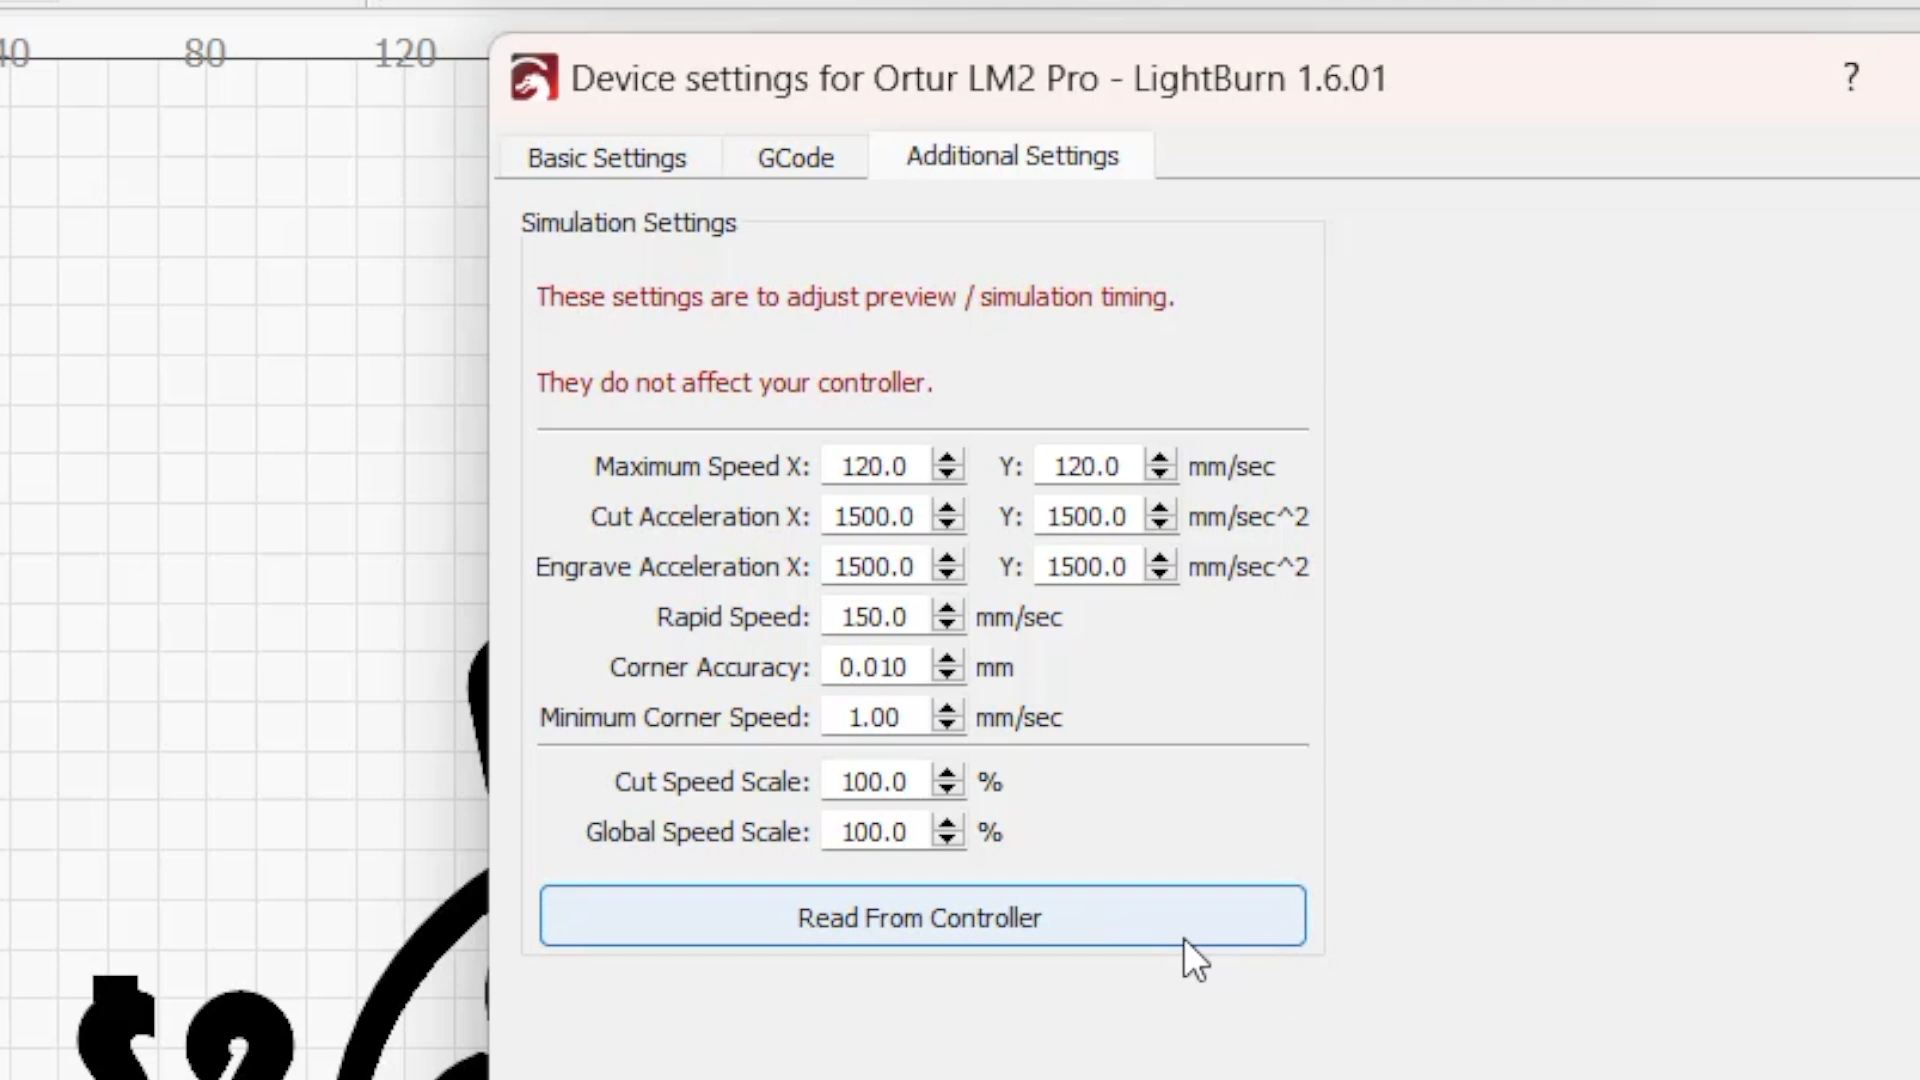 40 80 120
Device settings for Ortur LM2 Pro - LightBurn 1.6.01 ?
Basic Settings GCode Additional Settings
Simulation Settings
These settings are to adjust preview / simulation timing.
They do not affect your controller.
Maximum Speed X: 120.0 Y: 120.0 mm/sec
Cut Acceleration X: 1500.0 Y: 1500.0 mm/sec^2
Engrave Acceleration X: 1500.0 Y: 1500.0 mm/sec^2
Rapid Speed: 150.0 mm/sec
Corner Accuracy: 0.010 mm
Minimum Corner Speed: 1.00 mm/sec
Cut Speed Scale: 100.0 %
Global Speed Scale: 100.0 %
Read From Controller